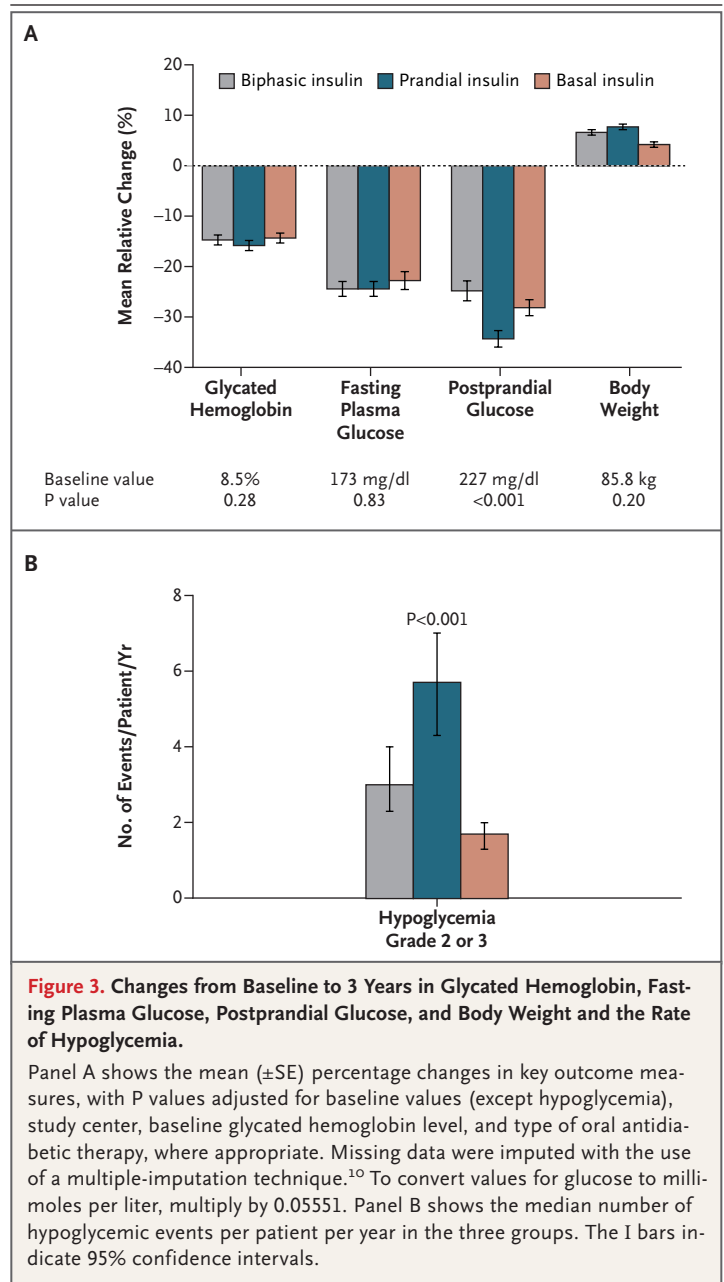 A
20
10
0
–10
–20
–30
–40
Mean Relative Change (%)
Biphasic insulin Prandial insulin Basal insulin
Glycated
Hemoglobin
Fasting
Plasma
Glucose
Postprandial
Glucose
Body
Weight
Baseline value 8.5% 173 mg/dl 227 mg/dl 85.8 kg
P value 0.28 0.83 <0.001 0.20
B
8
6
4
2
0
No. of Events/Patient/Yr
P<0.001
Hypoglycemia
Grade 2 or 3
Figure 3. Changes from Baseline to 3 Years in Glycated Hemoglobin, Fast-
ing Plasma Glucose, Postprandial Glucose, and Body Weight and the Rate
of Hypoglycemia.
Panel A shows the mean (±SE) percentage changes in key outcome mea-
sures, with P values adjusted for baseline values (except hypoglycemia),
study center, baseline glycated hemoglobin level, and type of oral antidia-
betic therapy, where appropriate. Missing data were imputed with the use
of a multiple-imputation technique.¹⁰ To convert values for glucose to milli-
moles per liter, multiply by 0.05551. Panel B shows the median number of
hypoglycemic events per patient per year in the three groups. The I bars in-
dicate 95% confidence intervals.